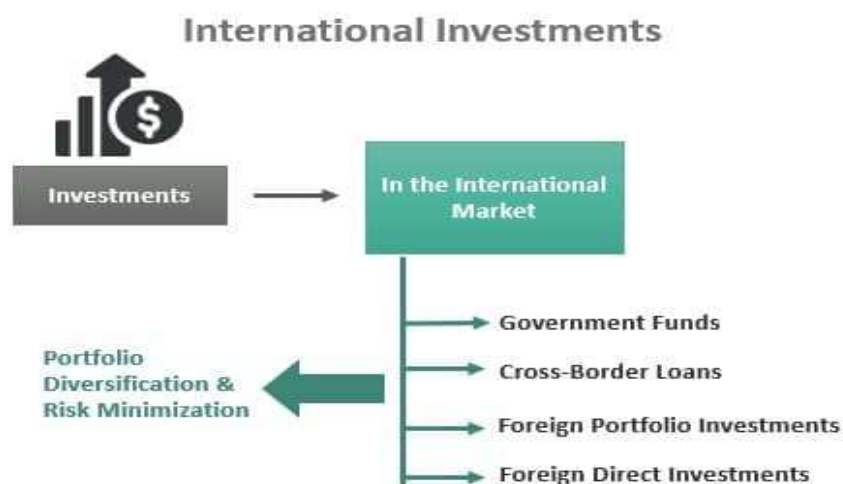 International Investments
$
Investments
In the International
Market
Government Funds
Cross-Border Loans
Foreign Portfolio Investments
Foreign Direct Investments
Portfolio
Diversification &
Risk Minimization